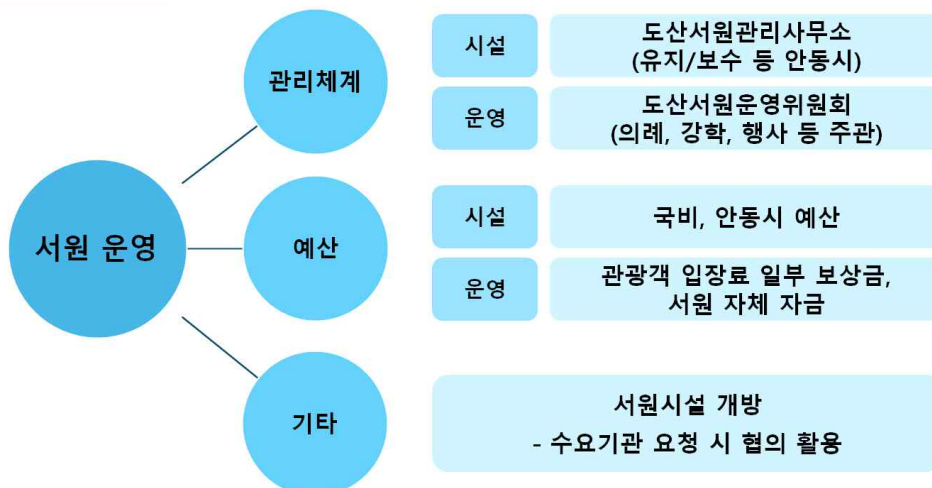 서원 운영
관리체계
시설
도산서원관리사무소
(유지/보수 등 안동시)
운영
도산서원운영위원회
(의례, 강학, 행사 등 주관)
예산
시설
국비, 안동시 예산
운영
관광객 입장료 일부 보상금,
서원 자체 자금
기타
서원시설 개방
- 수요기관 요청 시 협의 활용